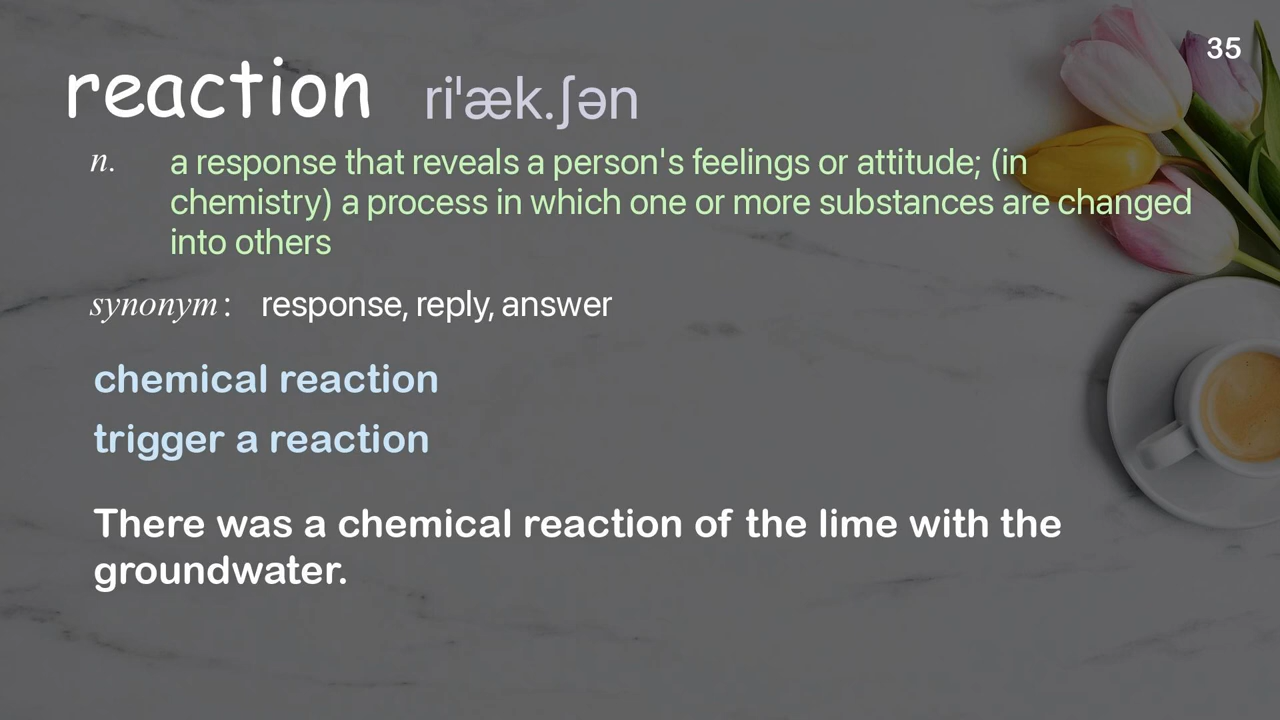 35
reaction riˈæk.ʃən
n. a response that reveals a person's feelings or attitude; (in
chemistry) a process in which one or more substances are changed
into others
synonym: response, reply, answer
chemical reaction
trigger a reaction
There was a chemical reaction of the lime with the
groundwater.